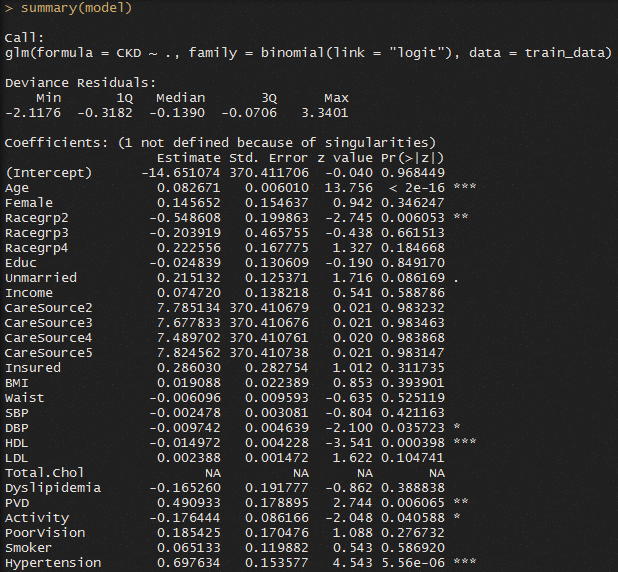 > summary(model)
Call:
glm(formula = CKD ~ ., family = binomial(link = "logit"), data = train_data)
Deviance Residuals:
Min 1Q Median 3Q Max
-2.1176 -0.3182 -0.1390 -0.0706 3.3401
Coefficients: (1 not defined because of singularities)
Estimate Std. Error z value Pr(>|z|)
(Intercept) -14.651074 370.411706 -0.040 0.968449
Age 0.082671 0.006010 13.756 < 2e-16 ***
Female 0.145652 0.154637 0.942 0.346247
Racegrp2 -0.548608 0.199863 -2.745 0.006053 **
Racegrp3 -0.203919 0.465755 -0.438 0.661513
Racegrp4 0.222556 0.167775 1.327 0.184668
Educ -0.024839 0.130609 -0.190 0.849170
Unmarried 0.215132 0.125371 1.716 0.086169 .
Income 0.074720 0.138218 0.541 0.588786
CareSource2 7.785134 370.410679 0.021 0.983232
CareSource3 7.677833 370.410676 0.021 0.983463
CareSource4 7.489702 370.410761 0.020 0.983868
CareSource5 7.824562 370.410738 0.021 0.983147
Insured 0.286030 0.282754 1.012 0.311735
BMI 0.019088 0.022389 0.853 0.393901
Waist -0.006096 0.009593 -0.635 0.525119
SBP -0.002478 0.003081 -0.804 0.421163
DBP -0.009742 0.004639 -2.100 0.035723 *
HDL -0.014972 0.004228 -3.541 0.000398 ***
LDL 0.002388 0.001472 1.622 0.104741
Total.Chol NA NA NA NA
Dyslipidemia -0.165260 0.191777 -0.862 0.388838
PVD 0.490933 0.178895 2.744 0.006065 **
Activity -0.176444 0.086166 -2.048 0.040588 *
PoorVision 0.185425 0.170476 1.088 0.276732
Smoker 0.065133 0.119882 0.543 0.586920
Hypertension 0.697634 0.153577 4.543 5.56e-06 ***